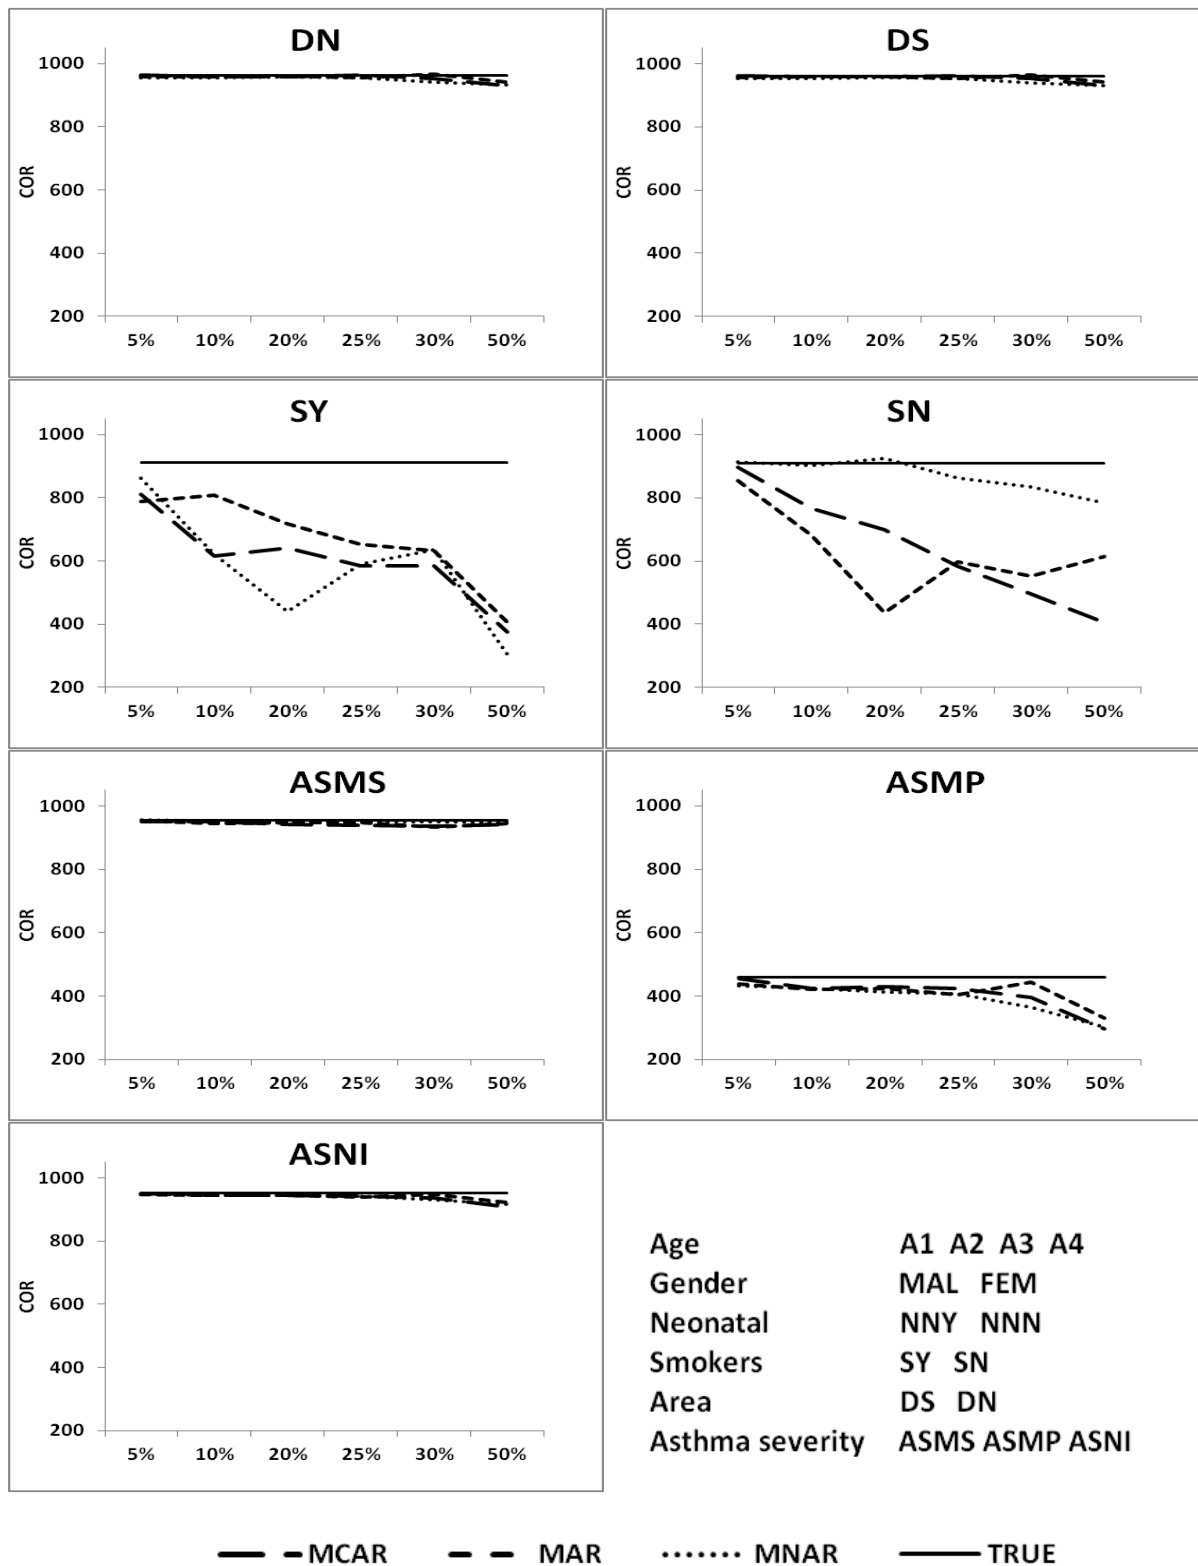 DN
1000
800
600
400
200
COR
5% 10% 20% 25% 30% 50%
DS
1000
800
600
400
200
COR
5% 10% 20% 25% 30% 50%
SY
1000
800
600
400
200
COR
5% 10% 20% 25% 30% 50%
SN
1000
800
600
400
200
COR
5% 10% 20% 25% 30% 50%
ASMS
1000
800
600
400
200
COR
5% 10% 20% 25% 30% 50%
ASMP
1000
800
600
400
200
COR
5% 10% 20% 25% 30% 50%
ASNI
1000
800
600
400
200
COR
5% 10% 20% 25% 30% 50%
Age A1 A2 A3 A4
Gender MAL FEM
Neonatal NNY NNN
Smokers SY SN
Area DS DN
Asthma severity ASMS ASMP ASNI
MCAR MAR MNAR TRUE